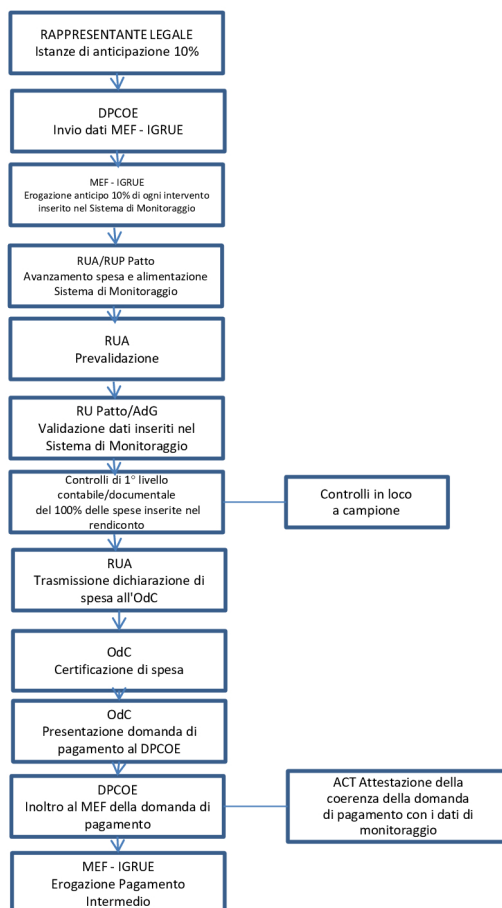 RAPPRESENTANTE LEGALE
Istanze di anticipazione 10%
DPCOE
Invio dati MEF - IGRUE
MEF - IGRUE
Erogazione anticipo 10% di ogni intervento
inserito nel Sistema di Monitoraggio
RUA/RUP Patto
Avanzamento spesa e alimentazione
Sistema di Monitoraggio
RUA
Prevalidazione
RU Patto/AdG
Validazione dati inseriti nel
Sistema di Monitoraggio
Controlli di 1° livello
contabile/documentale
del 100% delle spese inserite nel
rendiconto
Controlli in loco
a campione
RUA
Trasmissione dichiarazione di
spesa all'OdC
OdC
Certificazione di spesa
OdC
Presentazione domanda di
pagamento al DPCOE
DPCOE
Inoltro al MEF della domanda di
pagamento
ACT Attestazione della
coerenza della domanda
di pagamento con i dati di
monitoraggio
MEF - IGRUE
Erogazione Pagamento
Intermedio